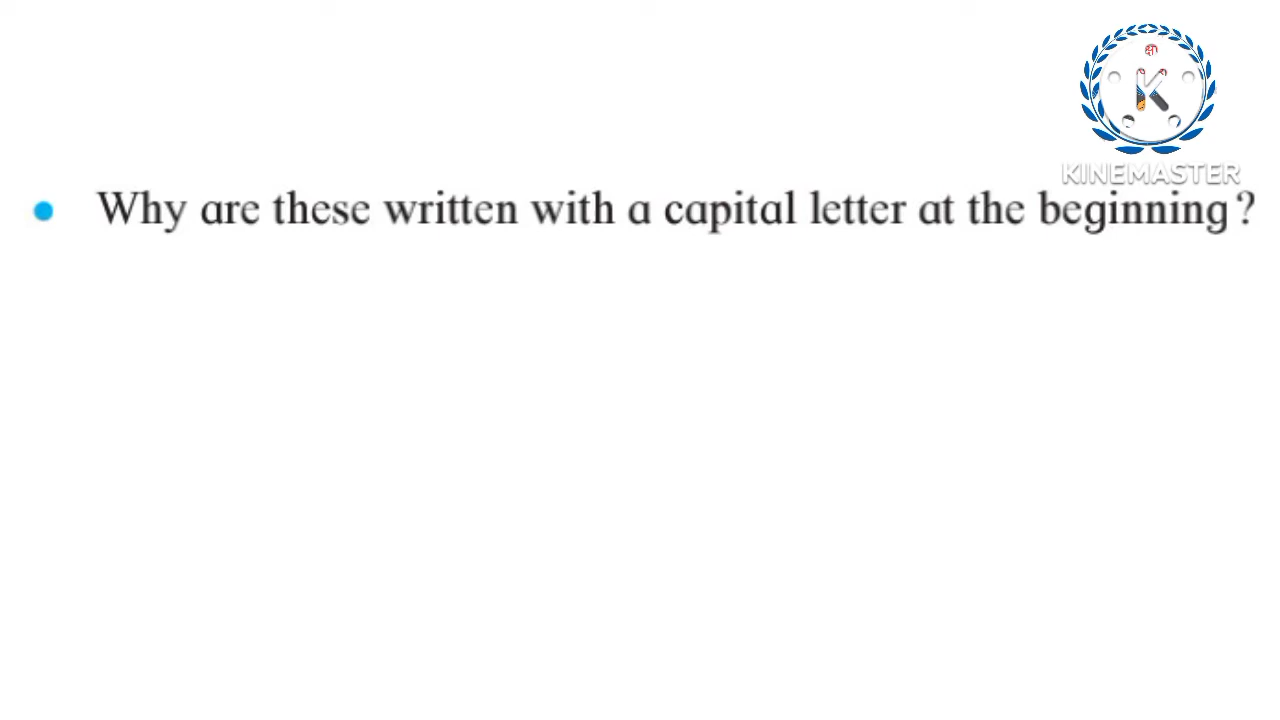 क्षा
K
KINEMASTER
Why are these written with a capital letter at the beginning?